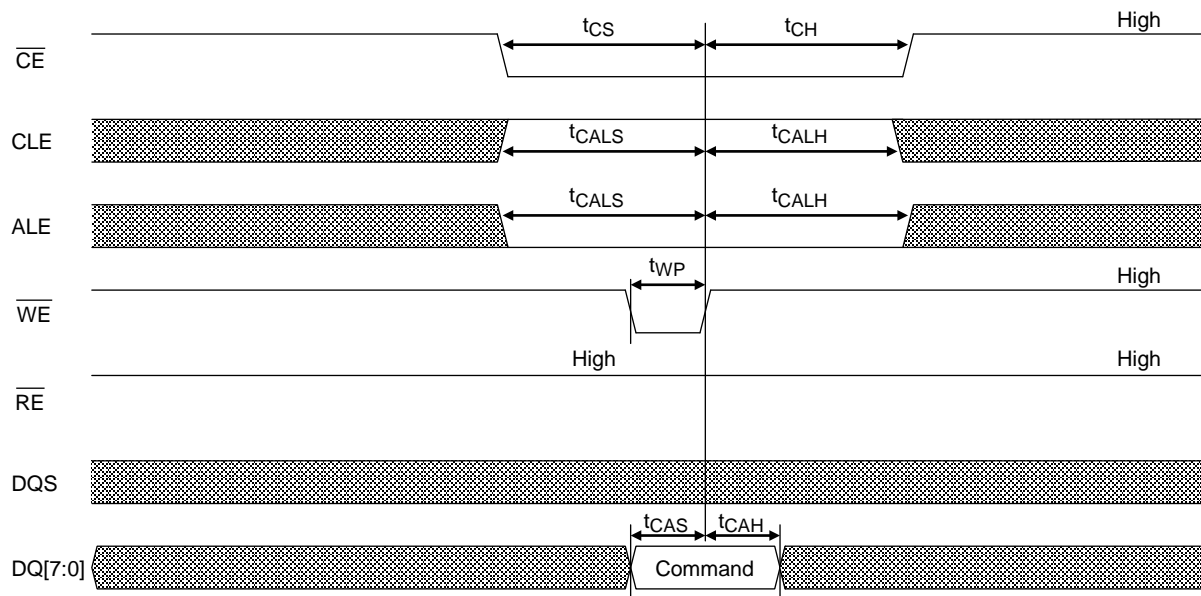 tCS tCH High
CE
CLE tCALS tCALH
ALE tCALS tCALH
tWP High
WE
High High
RE
DQS
tCAS tCAH
DQ[7:0] Command